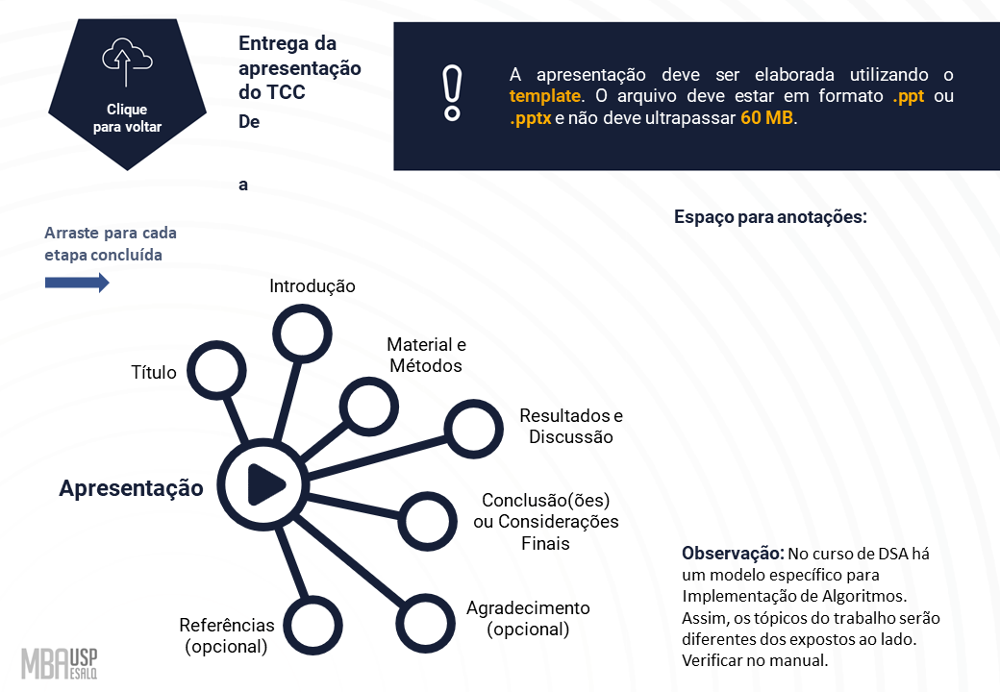 Clique
para voltar
Entrega da
apresentação
do TCC
De
a
A apresentação deve ser elaborada utilizando o
template. O arquivo deve estar em formato .ppt ou
.pptx e não deve ultrapassar 60 MB.
Espaço para anotações:
Arraste para cada
etapa concluída
Introdução
Material e
Métodos
Título
Resultados e
Discussão
Apresentação
Conclusão(ões)
ou Considerações
Finais
Agradecimento
(opcional)
Referências
(opcional)
Observação: No curso de DSA há
um modelo específico para
Implementação de Algoritmos.
Assim, os tópicos do trabalho serão
diferentes dos expostos ao lado.
Verificar no manual.
MBA USP
ESALQ